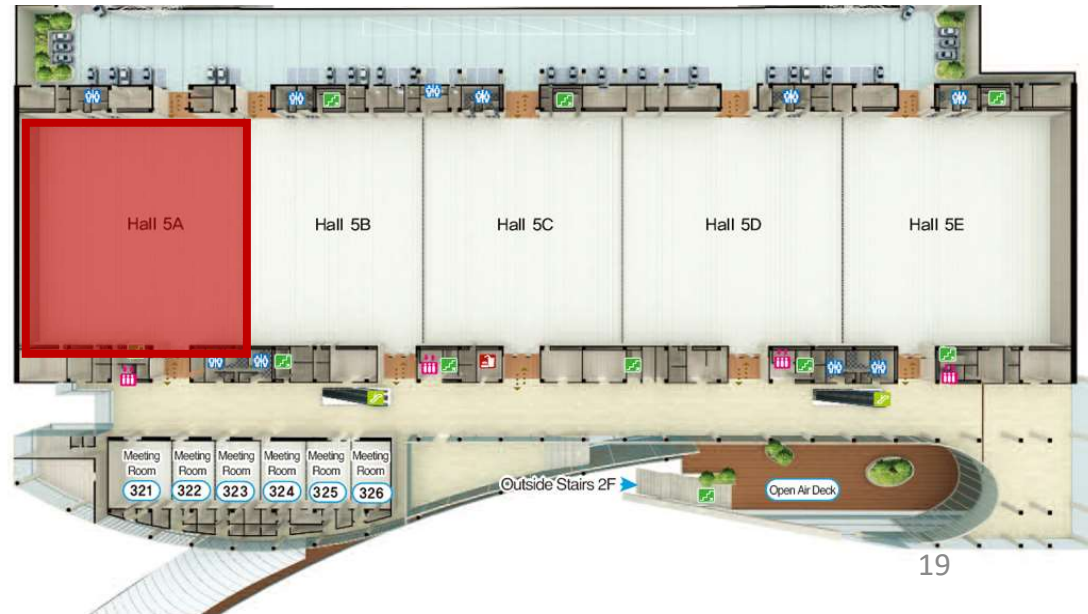 Hall 5A
Hall 5B
Hall 5C
Hall 5D
Hall 5E
Meeting
Room
321
Meeting
Room
322
Meeting
Room
323
Meeting
Room
324
Meeting
Room
325
Meeting
Room
326
Outside Stairs 2F
Open Air Deck
19